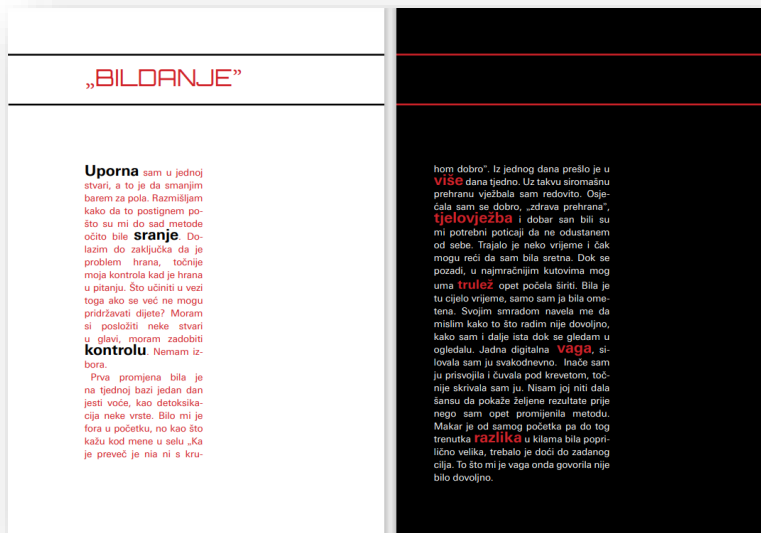 „BILDANJE”
Uporna sam u jednoj
stvari, a to je da smanjim
barem za pola. Razmišljam
kako da to postignem po-
što su mi do sad metode
očito bile sranje. Do-
lazim do zaključka da je
problem hrana, točnije
moja kontrola kad je hrana
u pitanju. Što učiniti u vezi
toga ako se već ne mogu
pridržavati dijete? Moram
si posložiti neke stvari
u glavi, moram zadobiti
kontrolu. Nemam iz-
bora.
Prva promjena bila je
na tjednoj bazi jedan dan
jesti voće, kao detoksika-
cija neke vrste. Bilo mi je
fora u početku, no kao što
kažu kod mene u selu „Ka
je preveč je nia ni s kru-
hom dobro”. Iz jednog dana prešlo je u
više dana tjedno. Uz takvu siromašnu
prehranu vježbala sam redovito. Osje-
ćala sam se dobro, „zdrava prehrana”,
tjelovježba i dobar san bili su
mi potrebni poticaji da ne odustanem
od sebe. Trajalo je neko vrijeme i čak
mogu reći da sam bila sretna. Dok se
pozadi, u najmračnijim kutovima mog
uma trulež opet počela širiti. Bila je
tu cijelo vrijeme, samo sam ja bila ome-
tena. Svojim smradom navela me da
mislim kako to što radim nije dovoljno,
kako sam i dalje ista dok se gledam u
ogledalu. Jadna digitalna vaga, si-
lovala sam ju svakodnevno. Inače sam
ju prisvojila i čuvala pod krevetom, toč-
nije skrivala sam ju. Nisam joj niti dala
šansu da pokaže željene rezultate prije
nego sam opet promijenila metodu.
Makar je od samog početka pa do tog
trenutka razlika u kilama bila popri-
lično velika, trebalo je doći do zadanog
cilja. To što mi je vaga onda govorila nije
bilo dovoljno.